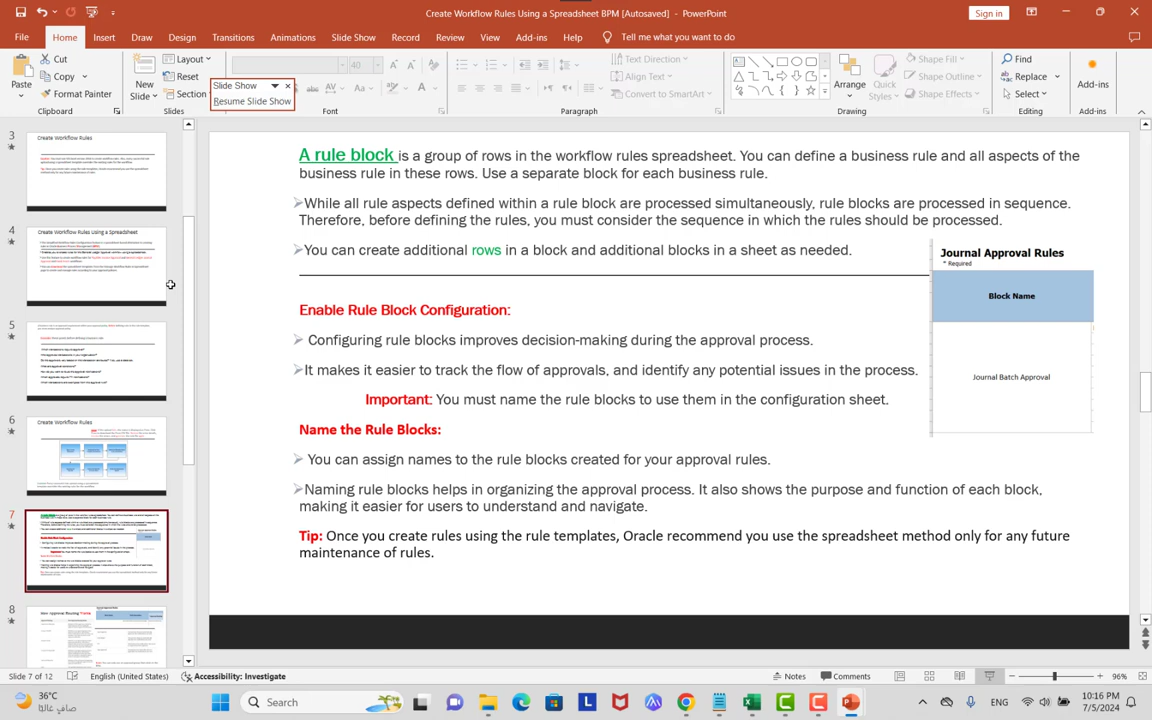 Create Workflow Rules Using a Spreadsheet BPM [Autosaved] - PowerPoint
Sign in
File Home Insert Draw Design Transitions Animations Slide Show Record Review View Add-ins Help Tell me what you want to do
Paste
Cut
Copy
Format Painter
Clipboard
New Slide
Layout
Reset
Section
Slide Show
Resume Slide Show
40
Font
Text Direction
Align Text
Convert to SmartArt
Paragraph
Arrange
Quick Styles
Shape Fill
Shape Outline
Shape Effects
Drawing
Find
Replace
Select
Editing
Add-ins
Add-ins
3
Create Workflow Rules
4
Create Workflow Rules Using a Spreadsheet
5
6
Create Workflow Rules
7
8
A rule block is a group of rows in the workflow rules spreadsheet. You can define a business rule and all aspects of the
business rule in these rows. Use a separate block for each business rule.
While all rule aspects defined within a rule block are processed simultaneously, rule blocks are processed in sequence.
Therefore, before defining the rules, you must consider the sequence in which the rules should be processed.
You can create additional rows in a block and additional blocks in a sheet as needed.
Journal Approval Rules
* Required
Block Name
Journal Batch Approval
Enable Rule Block Configuration:
Configuring rule blocks improves decision-making during the approval process.
It makes it easier to track the flow of approvals, and identify any potential issues in the process.
Important: You must name the rule blocks to use them in the configuration sheet.
Name the Rule Blocks:
You can assign names to the rule blocks created for your approval rules.
Naming rule blocks helps in organizing the approval process. It also shows the purpose and function of each block,
making it easier for users to understand and navigate.
Tip: Once you create rules using the rule templates, Oracle recommend you use the spreadsheet method only for any future
maintenance of rules.
Slide 7 of 12
English (United States)
Accessibility: Investigate
Notes
Comments
96%
36°C
صافٍ غالبًا
Search
ENG
10:16 PM
7/5/2024